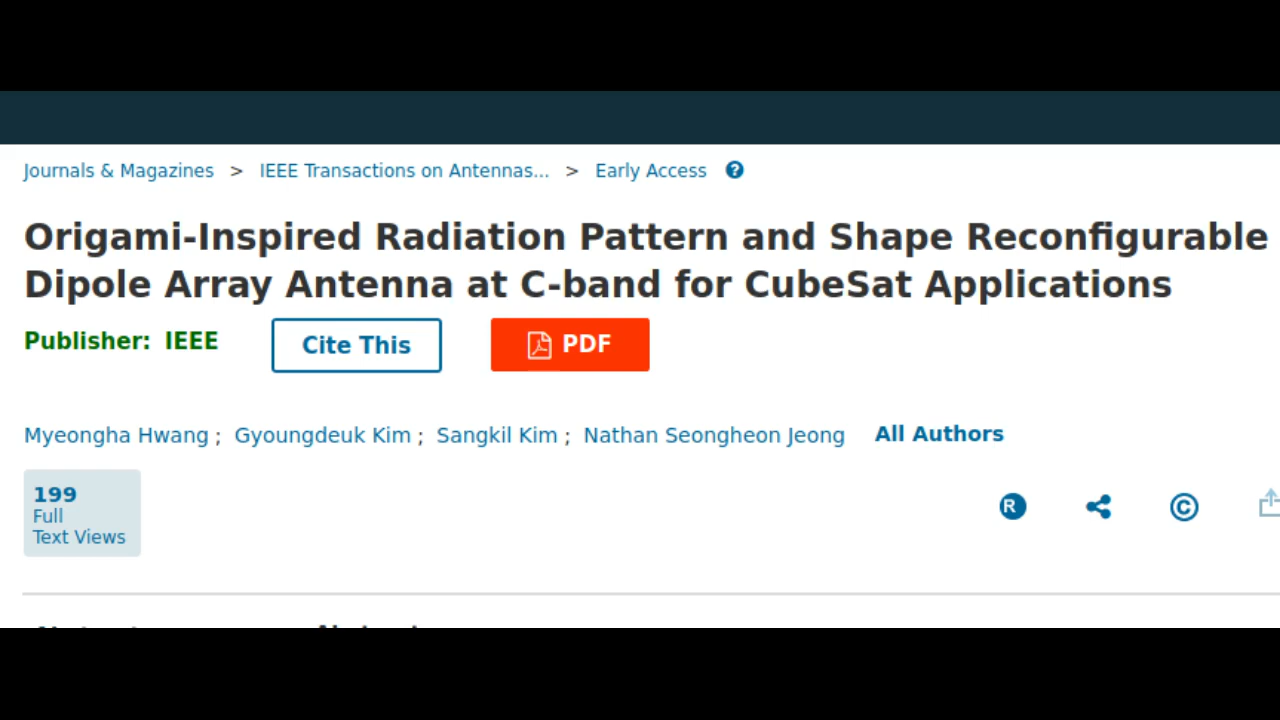 Journals & Magazines > IEEE Transactions on Antennas... > Early Access ?
Origami-Inspired Radiation Pattern and Shape Reconfigurable
Dipole Array Antenna at C-band for CubeSat Applications
Publisher: IEEE Cite This PDF
Myeongha Hwang ; Gyoungdeuk Kim ; Sangkil Kim ; Nathan Seongheon Jeong All Authors
199
Full
Text Views
R ©